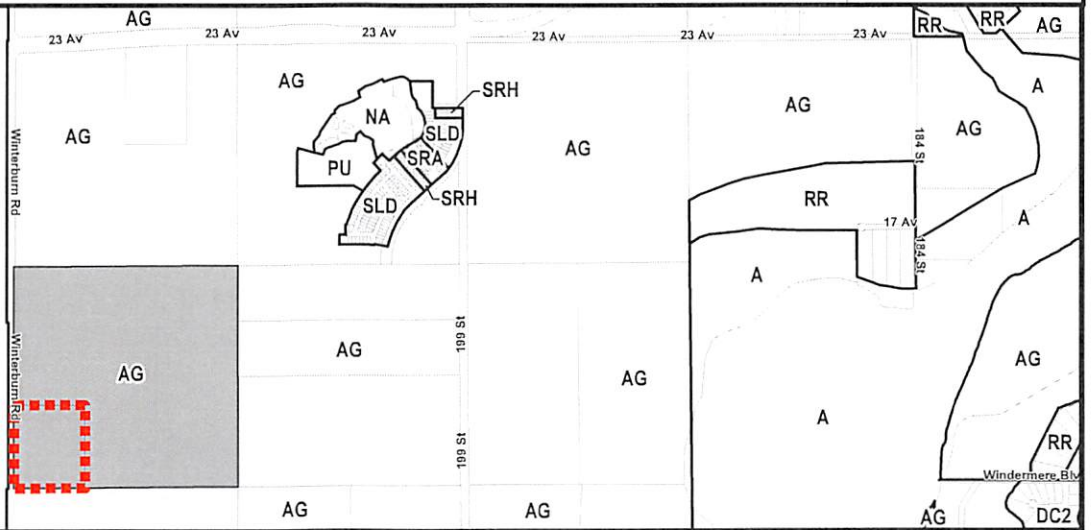 AG
23 Av 23 Av 23 Av 23 Av 23 Av 23 Av
RR RR AG
AG SRH A
NA AG
AG SLD AG AG
SRA
184 St
PU
SRH
SLD RR
Winterburn Rd
17 Av A
184 St
A
AG
Winterburn Rd
199 St
AG AG AG
A
199 St
RR
Windermere Blv
AG AG AG DC2